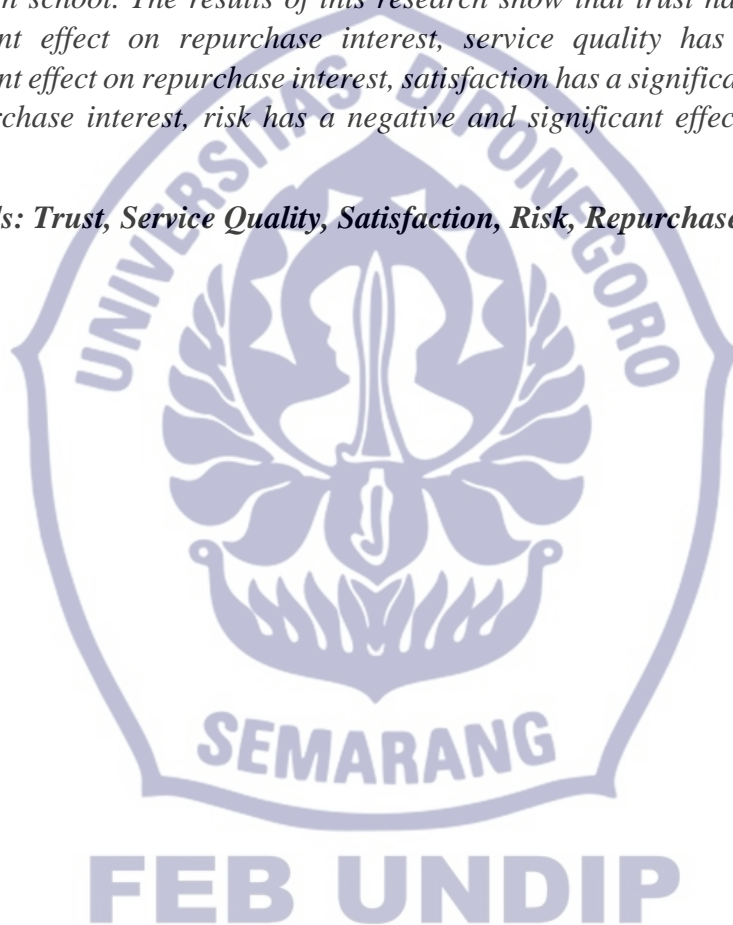 n school. The results of this research show that trust ha
nt effect on repurchase interest, service quality has
nt effect on repurchase interest, satisfaction has a significa
rchase interest, risk has a negative and significant effec
ls: Trust, Service Quality, Satisfaction, Risk, Repurchase
UNIVERSITAS DIPONEGORO
SEMARANG
FEB UNDIP